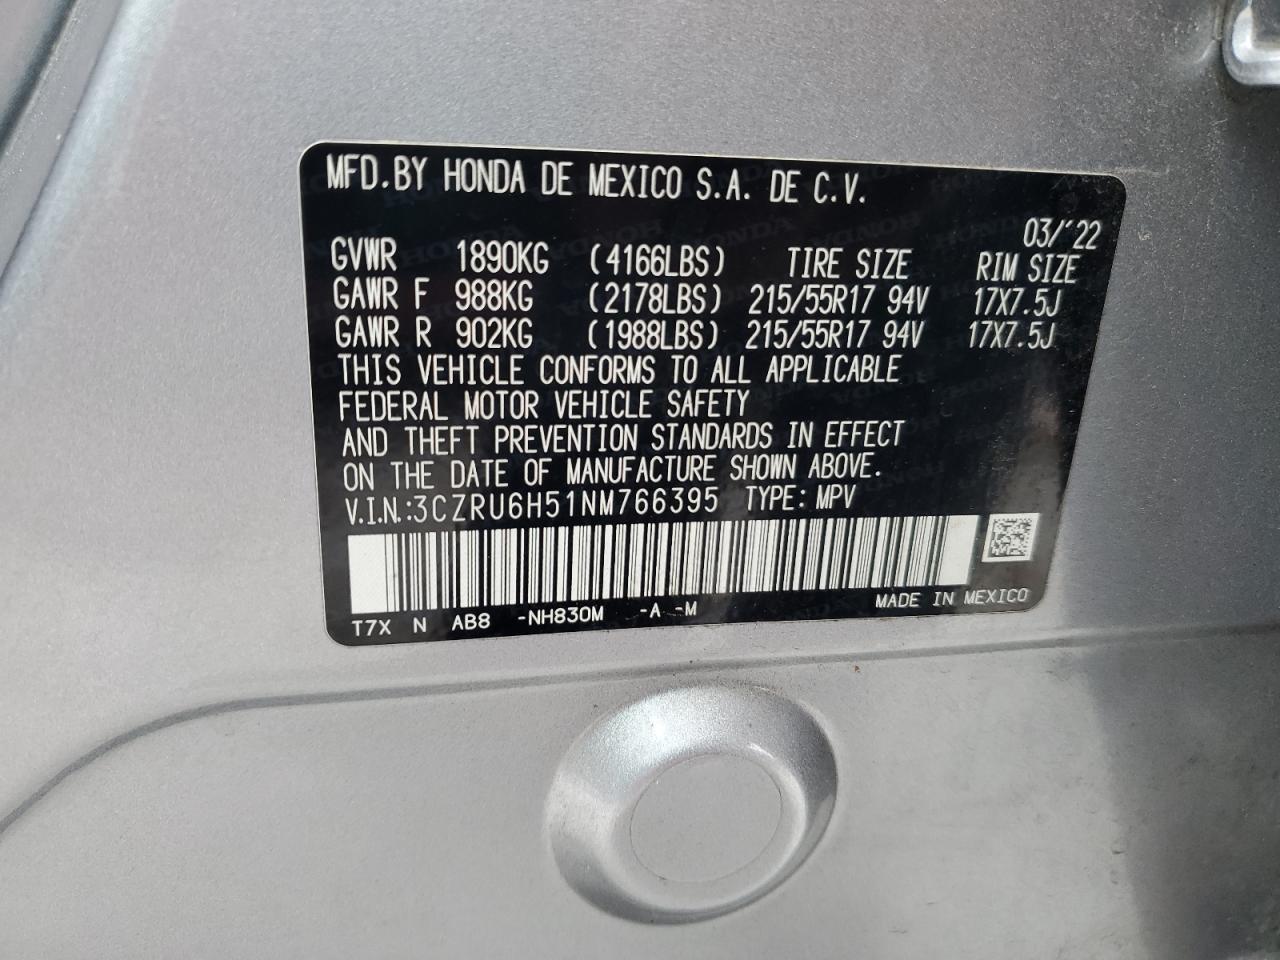 MFD.BY HONDA DE MEXICO S.A. DE C.V.
03/'22
GVWR 1890KG (4166LBS) TIRE SIZE RIM SIZE
GAWR F 988KG (2178LBS) 215/55R17 94V 17X7.5J
GAWR R 902KG (1988LBS) 215/55R17 94V 17X7.5J
THIS VEHICLE CONFORMS TO ALL APPLICABLE
FEDERAL MOTOR VEHICLE SAFETY
AND THEFT PREVENTION STANDARDS IN EFFECT
ON THE DATE OF MANUFACTURE SHOWN ABOVE.
V.I.N.:3CZRU6H51NM766395 TYPE: MPV
T7X N AB8 -NH830M -A -M MADE IN MEXICO